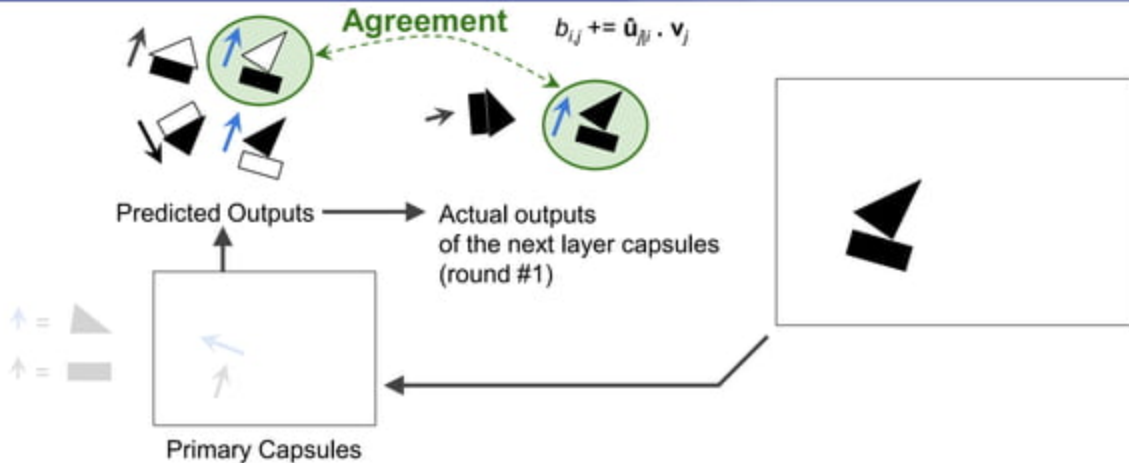 Agreement
b_{i,j} += û_{j|i} . v_j
Predicted Outputs
Actual outputs
of the next layer capsules
(round #1)
=
=
Primary Capsules